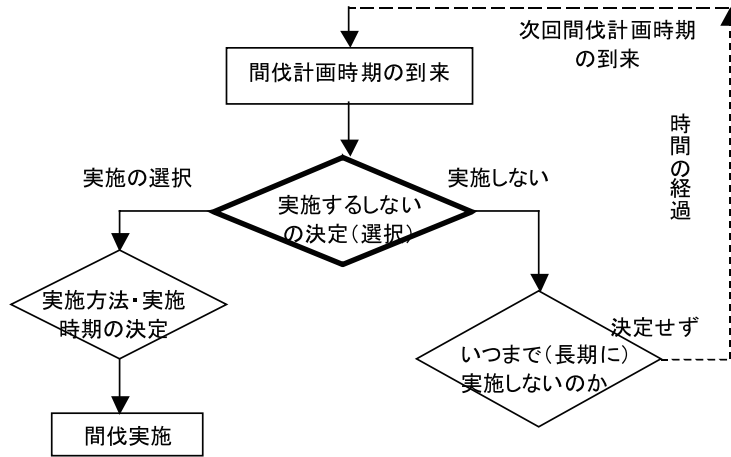 次回間伐計画時期
の到来
間伐計画時期の到来
時間の経過
実施の選択
実施しない
実施するしない
の決定（選択）
実施方法・実施
時期の決定
決定せず
いつまで（長期に）
実施しないのか
間伐実施